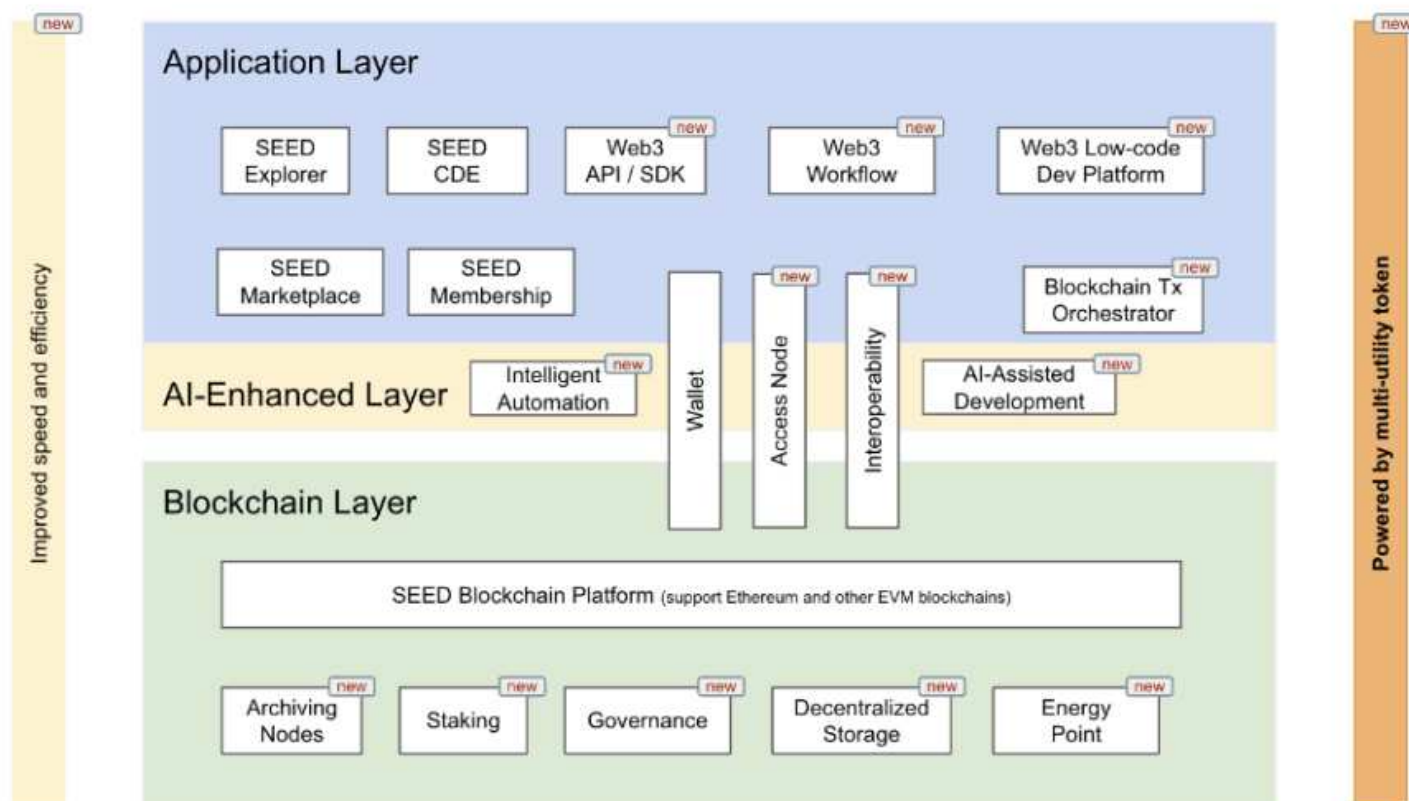 new
new
Application Layer
new
new
new
SEED
Explorer
SEED
CDE
Web3
API / SDK
Web3
Workflow
Web3 Low-code
Dev Platform
SEED
Marketplace
SEED
Membership
new
new
new
Blockchain Tx
Orchestrator
Wallet
Access Node
Interoperability
AI-Enhanced Layer
new
Intelligent
Automation
new
AI-Assisted
Development
Blockchain Layer
SEED Blockchain Platform (support Ethereum and other EVM blockchains)
new
Archiving
Nodes
new
Staking
new
Governance
new
Decentralized
Storage
new
Energy
Point
Improved speed and efficiency
Powered by multi-utility token